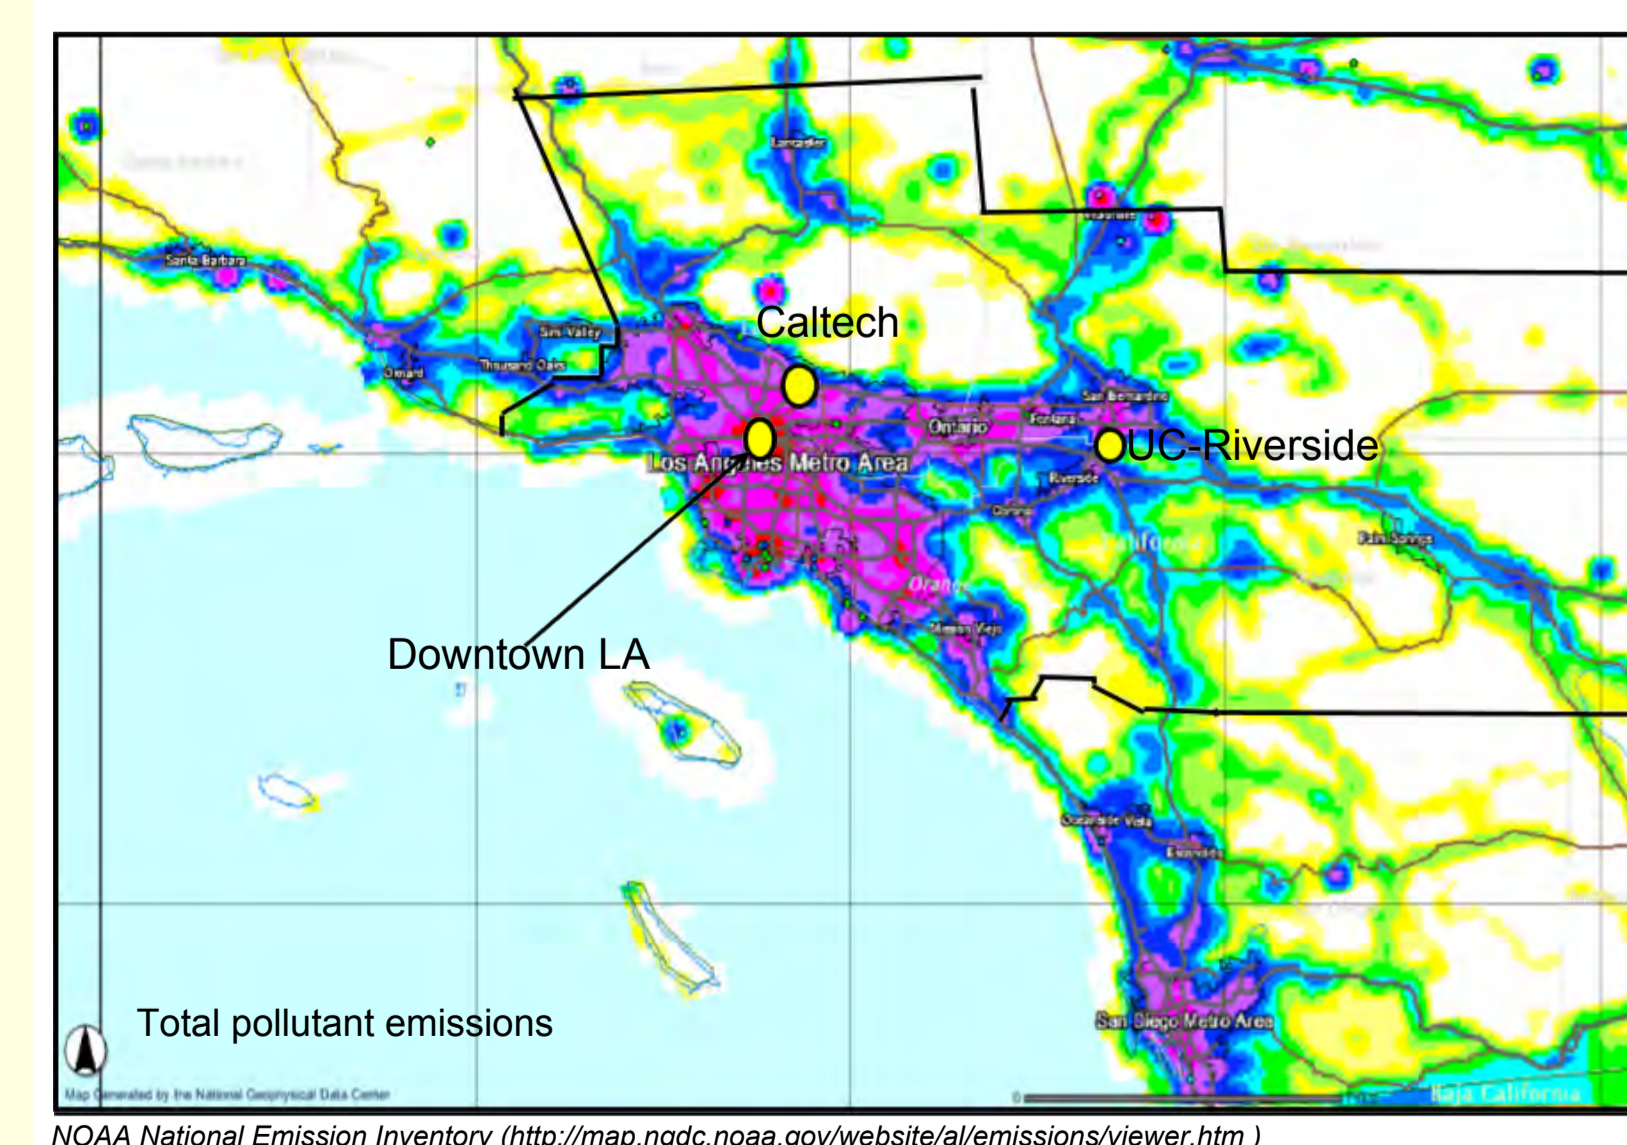 Lancaster
Santa Barbara
Caltech
Simi Valley
Thousand Oaks
Oxnard
San Bernardino
Fontana
Ontario
UC-Riverside
Los Angeles Metro Area
Riverside
Corona
California
Palm Springs
Orange
Mission Viejo
Downtown LA
Oceanside Vista
Escondido
Total pollutant emissions
San Diego Metro Area
Map Generated by the National Geophysical Data Center
0
Baja California
NOAA National Emission Inventory (http://map.ngdc.noaa.gov/website/al/emissions/viewer.htm )